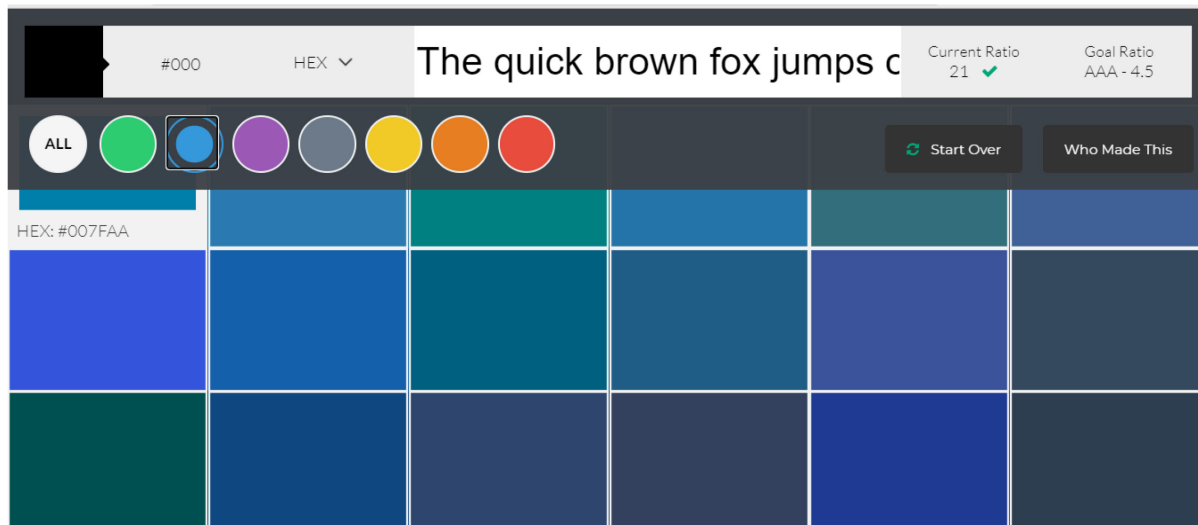 #000
HEX
The quick brown fox jumps
Current Ratio
21
Goal Ratio
AAA - 4.5
ALL
Start Over
Who Made This
HEX: #007FAA